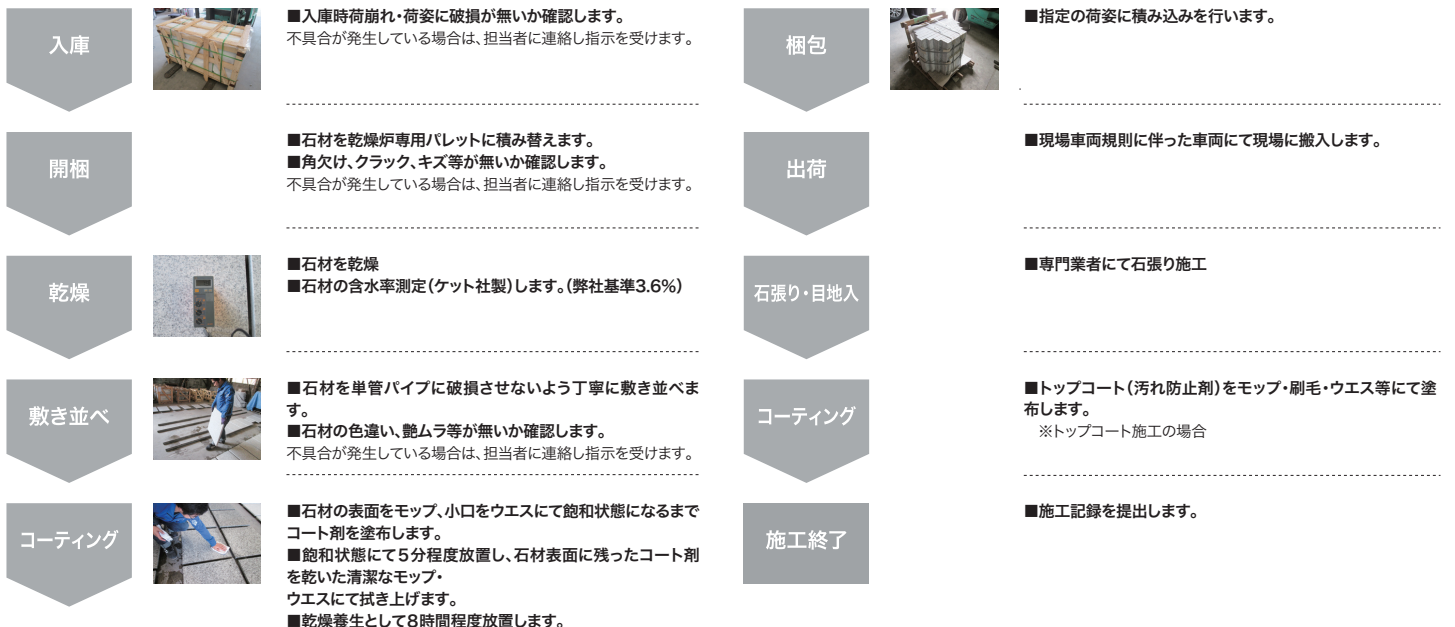 入庫
■入庫時荷崩れ・荷姿に破損が無いか確認します。
不具合が発生している場合は、担当者に連絡し指示を受けます。
開梱
■石材を乾燥炉専用パレットに積み替えます。
■角欠け、クラック、キズ等が無いか確認します。
不具合が発生している場合は、担当者に連絡し指示を受けます。
乾燥
■石材を乾燥
■石材の含水率測定（ケット社製）します。（弊社基準3.6%）
敷き並べ
■石材を単管パイプに破損させないよう丁寧に敷き並べま
す。
■石材の色違い、艶ムラ等が無いか確認します。
不具合が発生している場合は、担当者に連絡し指示を受けます。
コーティング
■石材の表面をモップ、小口をウエスにて飽和状態になるまで
コート剤を塗布します。
■飽和状態にて５分程度放置し、石材表面に残ったコート剤
を乾いた清潔なモップ・
ウエスにて拭き上げます。
■乾燥養生として8時間程度放置します。
梱包
■指定の荷姿に積み込みを行います。
出荷
■現場車両規則に伴った車両にて現場に搬入します。
石張り・目地入
■専門業者にて石張り施工
コーティング
■トップコート（汚れ防止剤）をモップ・刷毛・ウエス等にて塗
布します。
※トップコート施工の場合
施工終了
■施工記録を提出します。